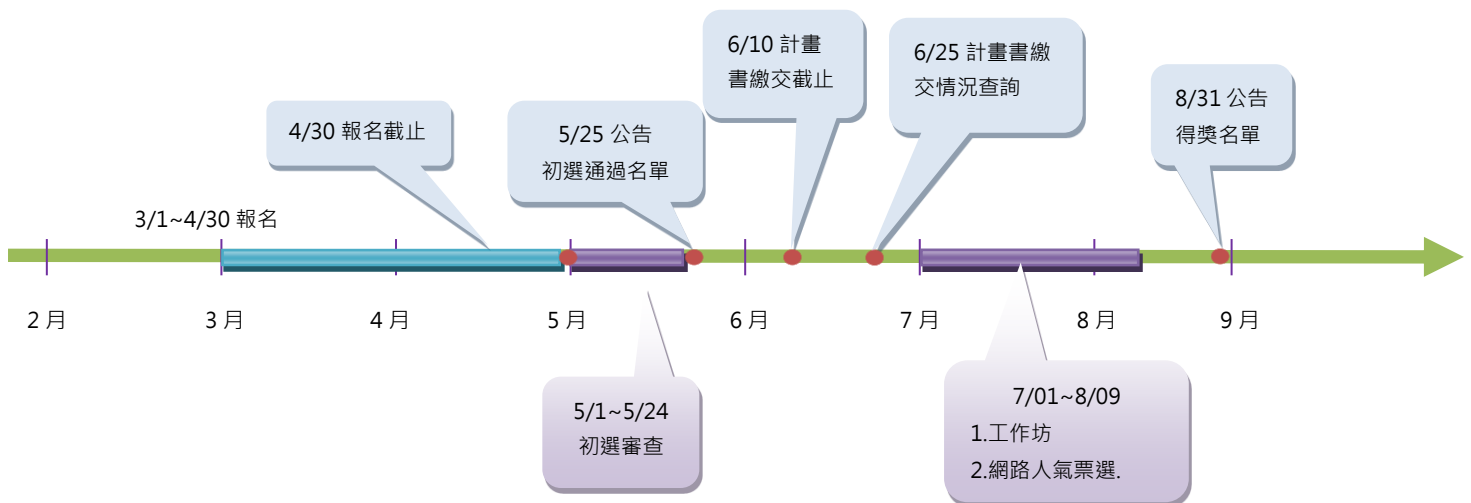 6/10 計畫
書繳交截止
6/25 計畫書繳
交情況查詢
8/31 公告
得獎名單
4/30 報名截止
5/25 公告
初選通過名單
3/1~4/30 報名
2 月
3 月
4 月
5 月
6 月
7 月
8 月
9 月
5/1~5/24
初選審查
7/01~8/09
1.工作坊
2.網路人氣票選.